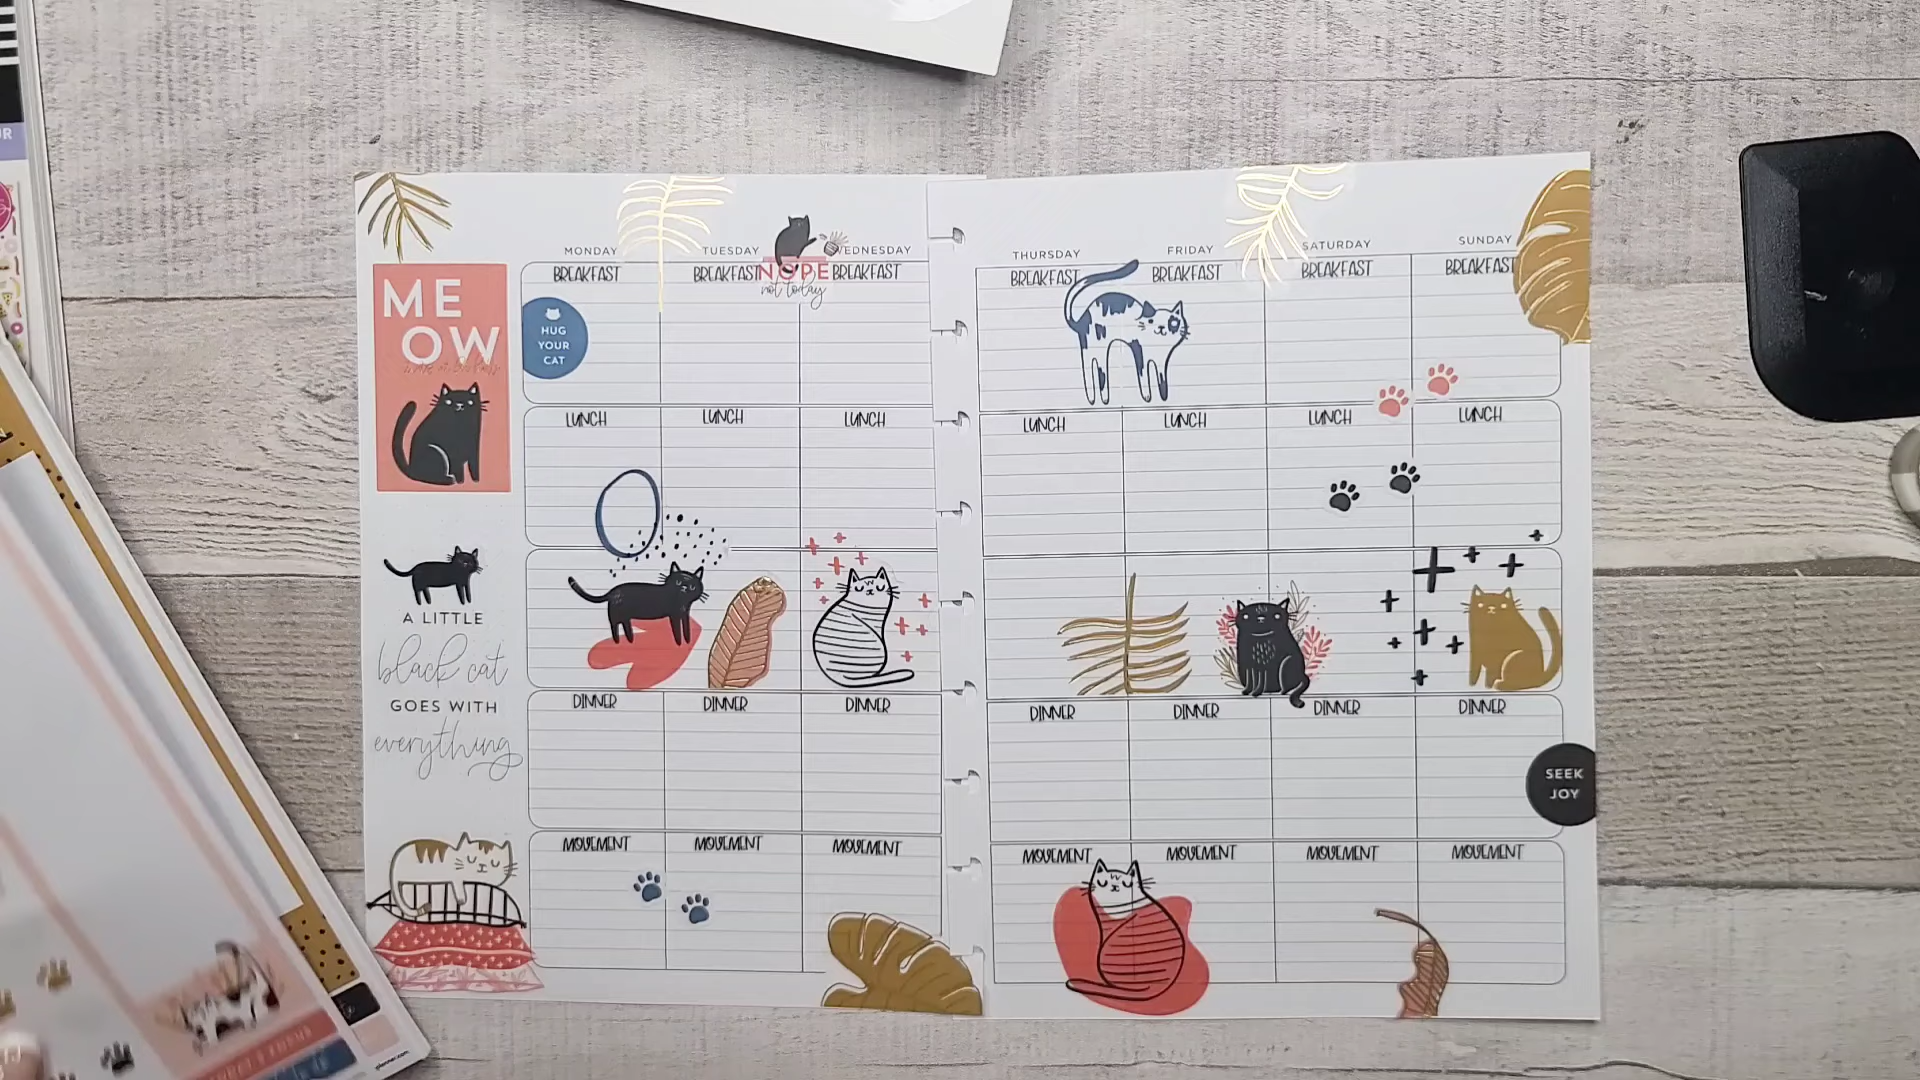 MONDAY TUESDAY WEDNESDAY THURSDAY FRIDAY SATURDAY SUNDAY
BREAKFAST BREAKFAST BREAKFAST BREAKFAST BREAKFAST BREAKFAST BREAKFAST
NOPE
not today
ME
OW
HUG
YOUR
CAT
LUNCH LUNCH LUNCH LUNCH LUNCH LUNCH LUNCH
A LITTLE
black cat
GOES WITH
everything
DINNER DINNER DINNER DINNER DINNER DINNER DINNER
SEEK
JOY
MOVEMENT MOVEMENT MOVEMENT MOVEMENT MOVEMENT MOVEMENT MOVEMENT